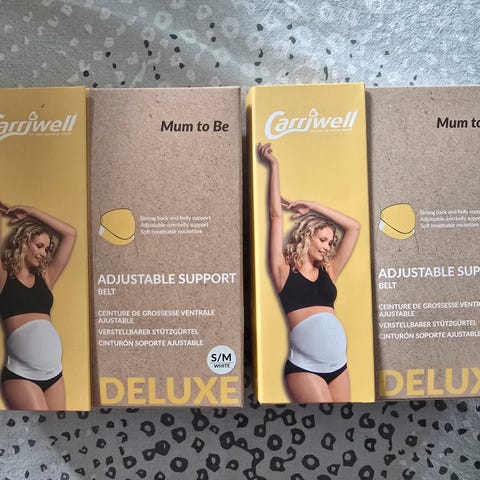 Carriwell
Mum to Be
Strong back and belly support
Adjustable overbelly support
Soft breathable microfibre
ADJUSTABLE SUPPORT
BELT
CEINTURE DE GROSSESSE VENTRALE
AJUSTABLE
VERSTELLBARER STÜTZGÜRTEL
CINTURÓN SOPORTE AJUSTABLE
S/M
WHITE
DELUXE
Carriwell
Mum to
Strong back and belly support
Adjustable overbelly support
Soft breathable microfibre
ADJUSTABLE SUPP
BELT
CEINTURE DE GROSSESSE VENTRA
AJUSTABLE
VERSTELLBARER STÜTZGÜRTEL
CINTURÓN SOPORTE AJUSTABLE
DELUX